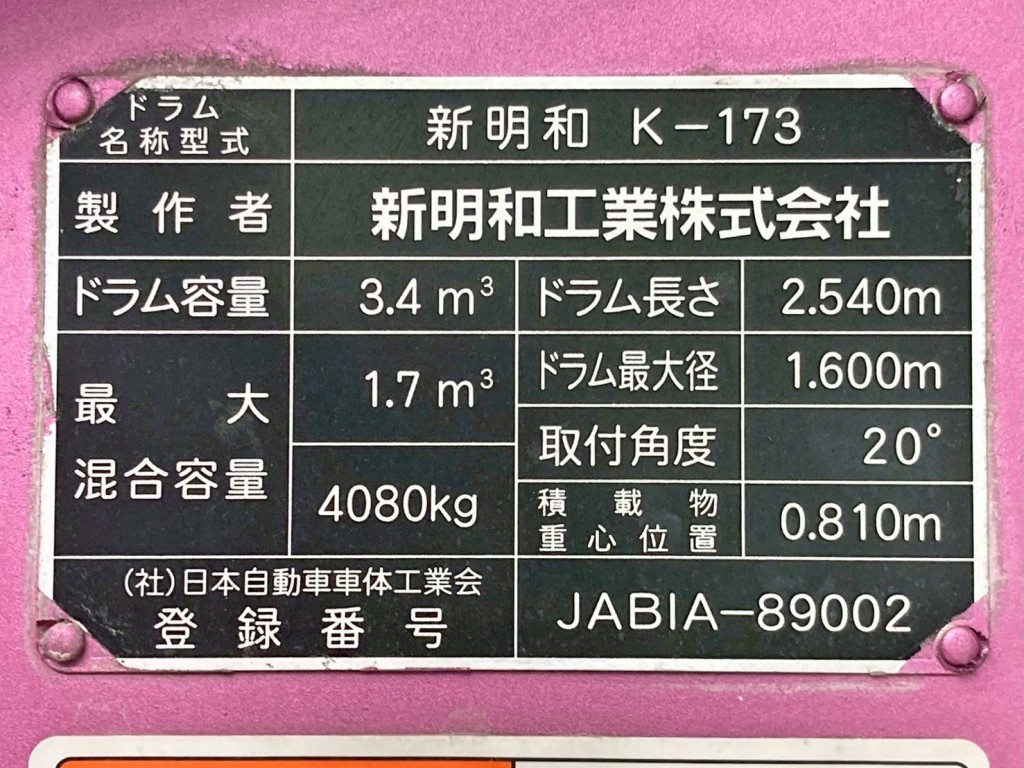 ドラム
名称型式
新明和 K-173
製作者
新明和工業株式会社
ドラム容量
3.4 m³
ドラム長さ
2.540m
最大
混合容量
1.7 m³
4080kg
ドラム最大径
1.600m
取付角度
20°
積載物
重心位置
0.810m
(社)日本自動車車体工業会
登録番号
JABIA-89002